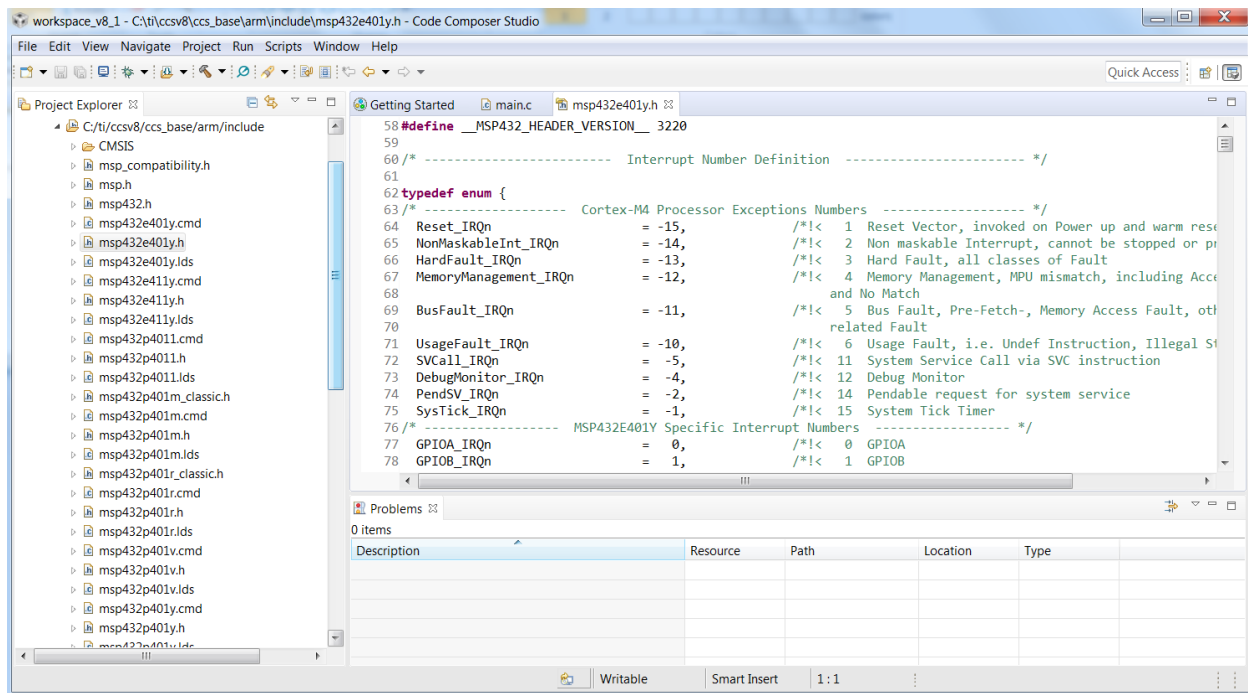 workspace_v8_1 - C:\ti\ccsv8\ccs_base\arm\include\msp432e401y.h - Code Composer Studio
File Edit View Navigate Project Run Scripts Window Help
Quick Access
Project Explorer
C:/ti/ccsv8/ccs_base/arm/include
CMSIS
msp_compatibility.h
msp.h
msp432.h
msp432e401y.cmd
msp432e401y.h
msp432e401y.lds
msp432e411y.cmd
msp432e411y.h
msp432e411y.lds
msp432p4011.cmd
msp432p4011.h
msp432p4011.lds
msp432p401m_classic.h
msp432p401m.cmd
msp432p401m.h
msp432p401m.lds
msp432p401r_classic.h
msp432p401r.cmd
msp432p401r.h
msp432p401r.lds
msp432p401v.cmd
msp432p401v.h
msp432p401v.lds
msp432p401y.cmd
msp432p401y.h
msp432p401y.lds
Getting Started main.c msp432e401y.h
58 #define __MSP432_HEADER_VERSION__ 3220
59
60 /* ------------------------- Interrupt Number Definition ------------------------ */
61
62 typedef enum {
63 /* ------------------- Cortex-M4 Processor Exceptions Numbers ------------------- */
64 Reset_IRQn = -15, /*!< 1 Reset Vector, invoked on Power up and warm rese
65 NonMaskableInt_IRQn = -14, /*!< 2 Non maskable Interrupt, cannot be stopped or pr
66 HardFault_IRQn = -13, /*!< 3 Hard Fault, all classes of Fault
67 MemoryManagement_IRQn = -12, /*!< 4 Memory Management, MPU mismatch, including Acce
68 and No Match
69 BusFault_IRQn = -11, /*!< 5 Bus Fault, Pre-Fetch-, Memory Access Fault, oth
70 related Fault
71 UsageFault_IRQn = -10, /*!< 6 Usage Fault, i.e. Undef Instruction, Illegal St
72 SVCall_IRQn = -5, /*!< 11 System Service Call via SVC instruction
73 DebugMonitor_IRQn = -4, /*!< 12 Debug Monitor
74 PendSV_IRQn = -2, /*!< 14 Pendable request for system service
75 SysTick_IRQn = -1, /*!< 15 System Tick Timer
76 /* ------------------ MSP432E401Y Specific Interrupt Numbers ------------------ */
77 GPIOA_IRQn = 0, /*!< 0 GPIOA
78 GPIOB_IRQn = 1, /*!< 1 GPIOB
Problems
0 items
Description Resource Path Location Type
Writable Smart Insert 1 : 1